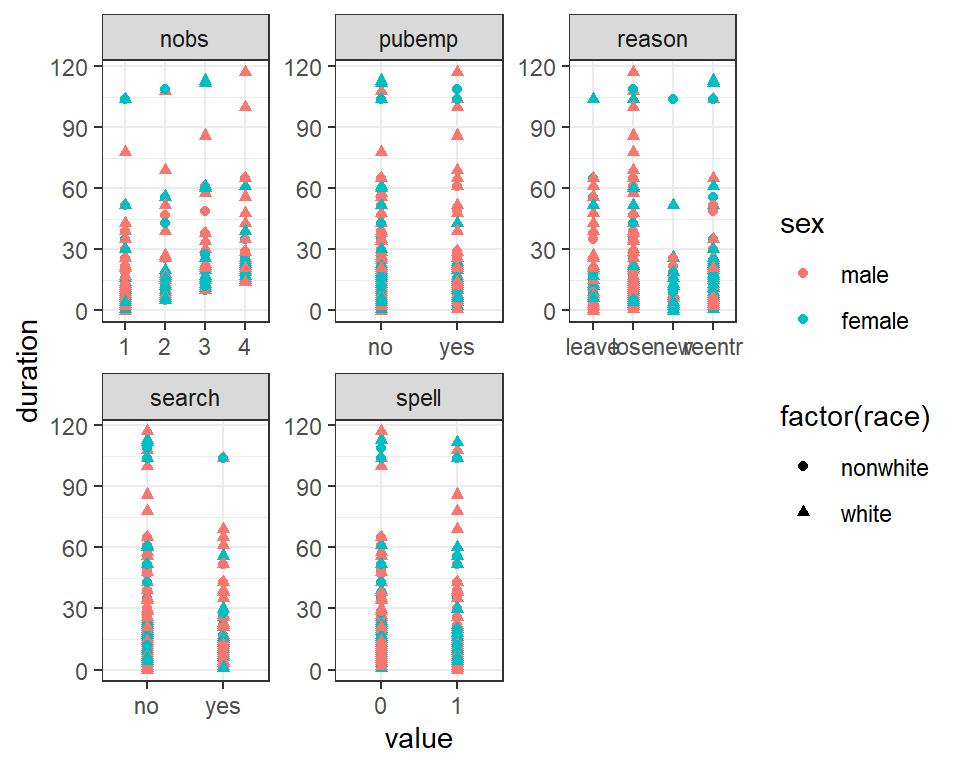 nobs pubemp reason
120 120 120
90 90 90
60 60 60
30 30 30
0 0 0
1 2 3 4 no yes leave lose new reentr
search spell
120 120
90 90
60 60
30 30
0 0
no yes 0 1
duration
value
sex
male
female
factor(race)
nonwhite
white